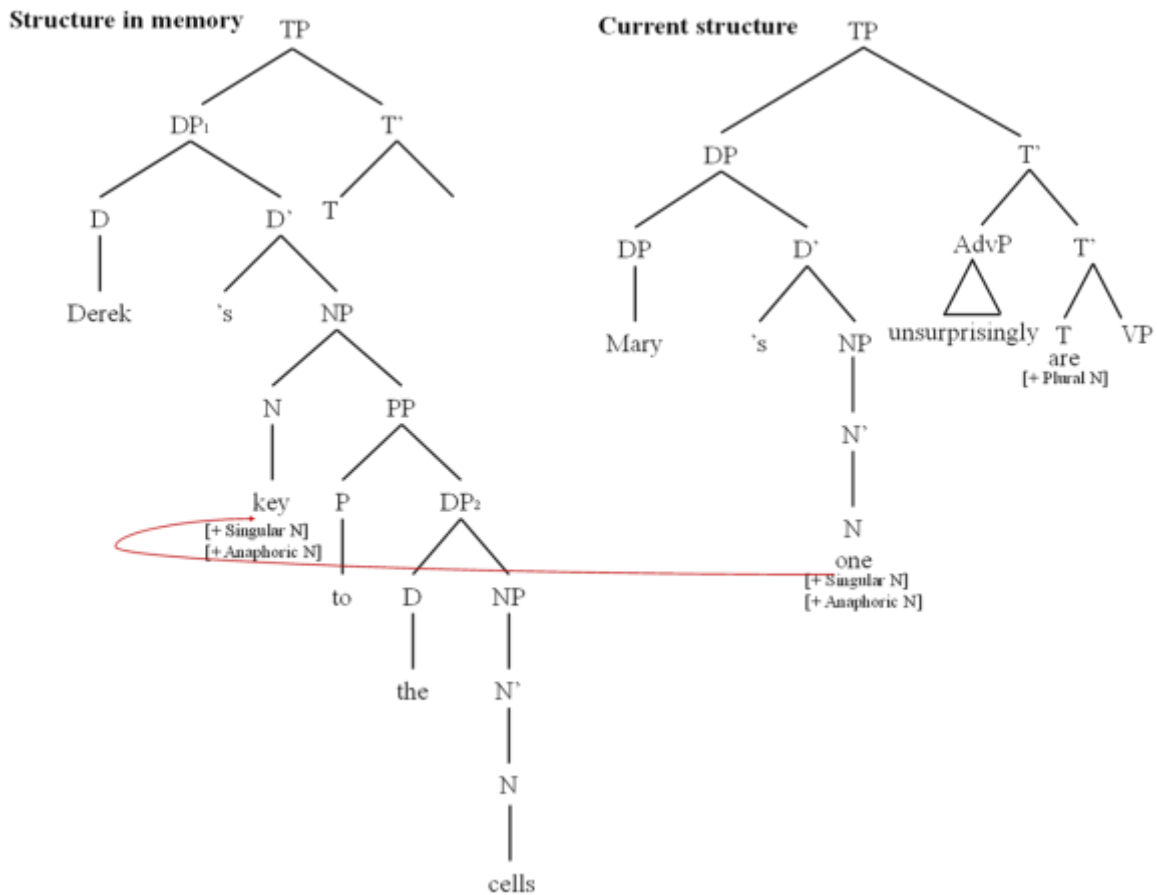 Structure in memory
TP
DP₁ T'
D D' T
Derek 's NP
N PP
key P DP₂
[+ Singular N]
[+ Anaphoric N]
to D NP
the N'
N
cells
Current structure
TP
DP T'
DP D' AdvP T'
Mary 's NP unsurprisingly T VP
are
[+ Plural N]
N'
N
one
[+ Singular N]
[+ Anaphoric N]